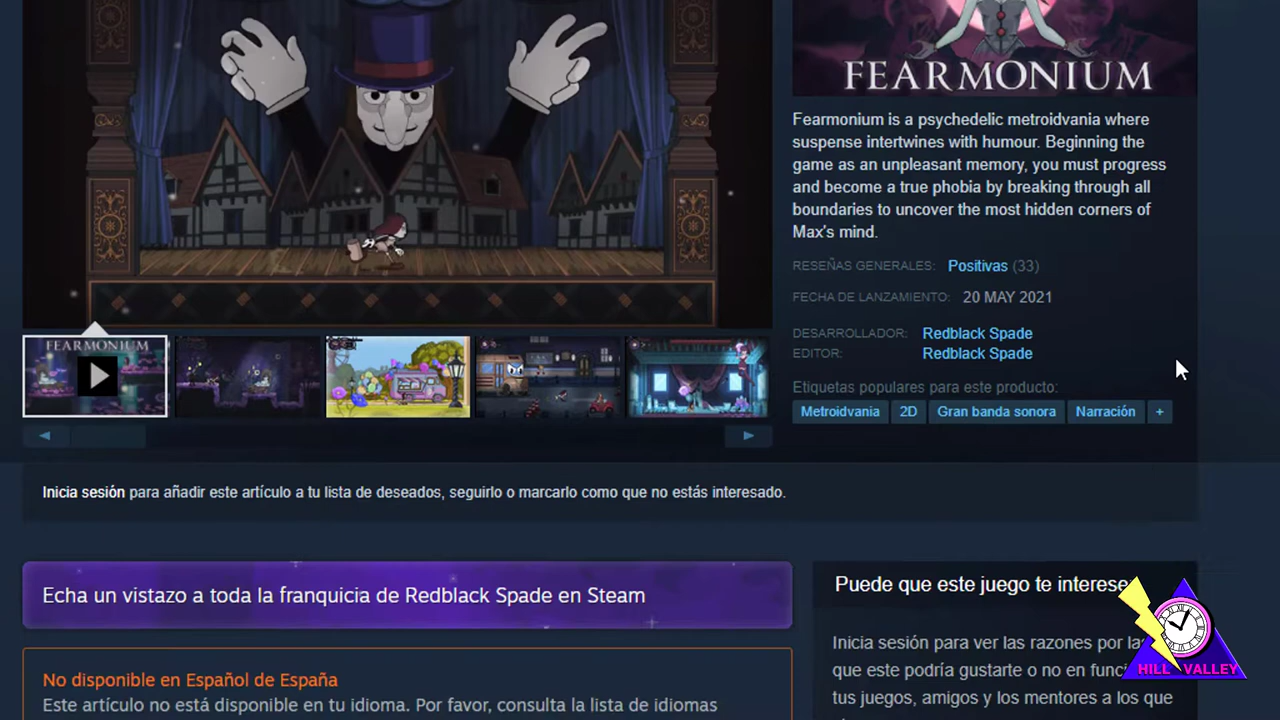 FEARMONIUM
Fearmonium is a psychedelic metroidvania where
suspense intertwines with humour. Beginning the
game as an unpleasant memory, you must progress
and become a true phobia by breaking through all
boundaries to uncover the most hidden corners of
Max's mind.
RESEÑAS GENERALES: Positivas (33)
FECHA DE LANZAMIENTO: 20 MAY 2021
DESARROLLADOR: Redblack Spade
EDITOR: Redblack Spade
Etiquetas populares para este producto:
Metroidvania 2D Gran banda sonora Narración +
FEARMONIUM
Inicia sesión para añadir este artículo a tu lista de deseados, seguirlo o marcarlo como que no estás interesado.
Echa un vistazo a toda la franquicia de Redblack Spade en Steam
No disponible en Español de España
Este artículo no está disponible en tu idioma. Por favor, consulta la lista de idiomas
Puede que este juego te interese
Inicia sesión para ver las razones por
que este podría gustarte o no en
tus juegos, amigos y los mentores a los que
HILL VALLEY